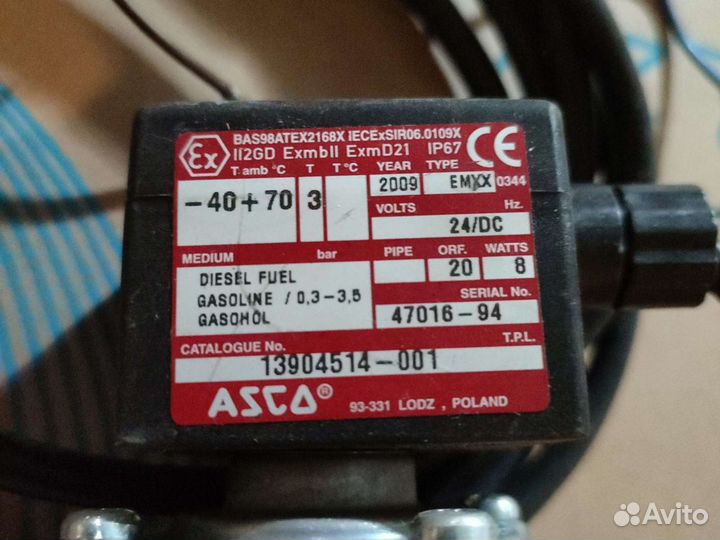 BAS98ATEX2168X IECExSIR06.0109X
Ex II2GD ExmbII ExmD21 IP67 CE
T amb °C T T °C YEAR TYPE
-40+70 3 2009 EMXX 0344
VOLTS Hz.
24/DC
MEDIUM bar PIPE ORF. WATTS
20 8
DIESEL FUEL
GASOLINE / 0,3-3,5
GASOHOL
SERIAL No.
47016-94
CATALOGUE No. T.P.L.
13904514-001
ASCO®
93-331 LODZ , POLAND
Avito